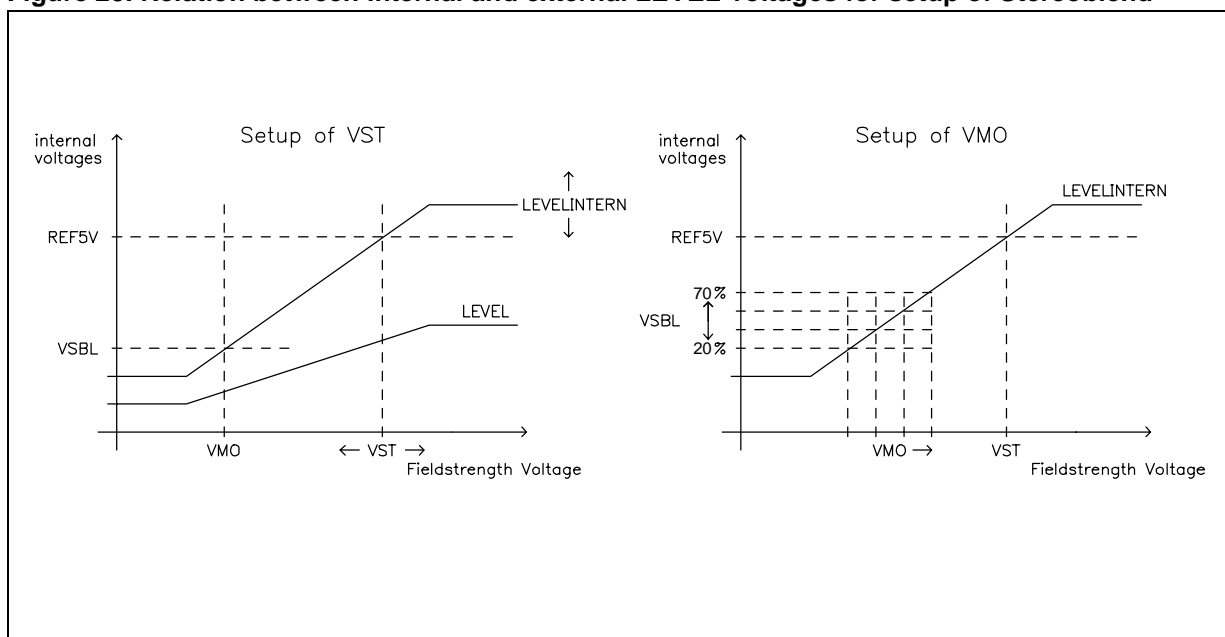 Figure Relation between internal and external LEVEL voltages for setup of Stereoblend
Setup of VST
internal
voltages
LEVELINTERN
REF5V
LEVEL
VSBL
VMO
VST
Fieldstrength Voltage
Setup of VMO
internal
voltages
LEVELINTERN
REF5V
70%
VSBL
20%
VMO
VST
Fieldstrength Voltage